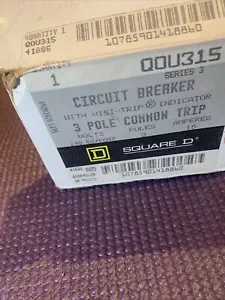 QUANTITY 1
QOU315
41886
10785901418860
QOU315
SERIES 3
1
CIRCUIT BREAKER
WITH VISI-TRIP® INDICATOR
3 POLE COMMON TRIP
VOLTS POLES AMPERES
3 15
D SQUARE D
10785901418860